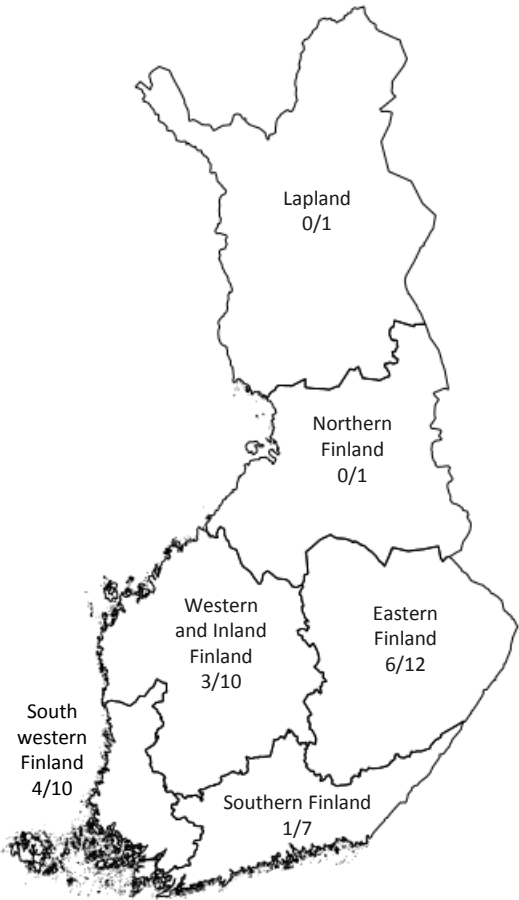 Lapland
0/1
Northern
Finland
0/1
Western
and Inland
Finland
3/10
Eastern
Finland
6/12
South
western
Finland
4/10
Southern Finland
1/7